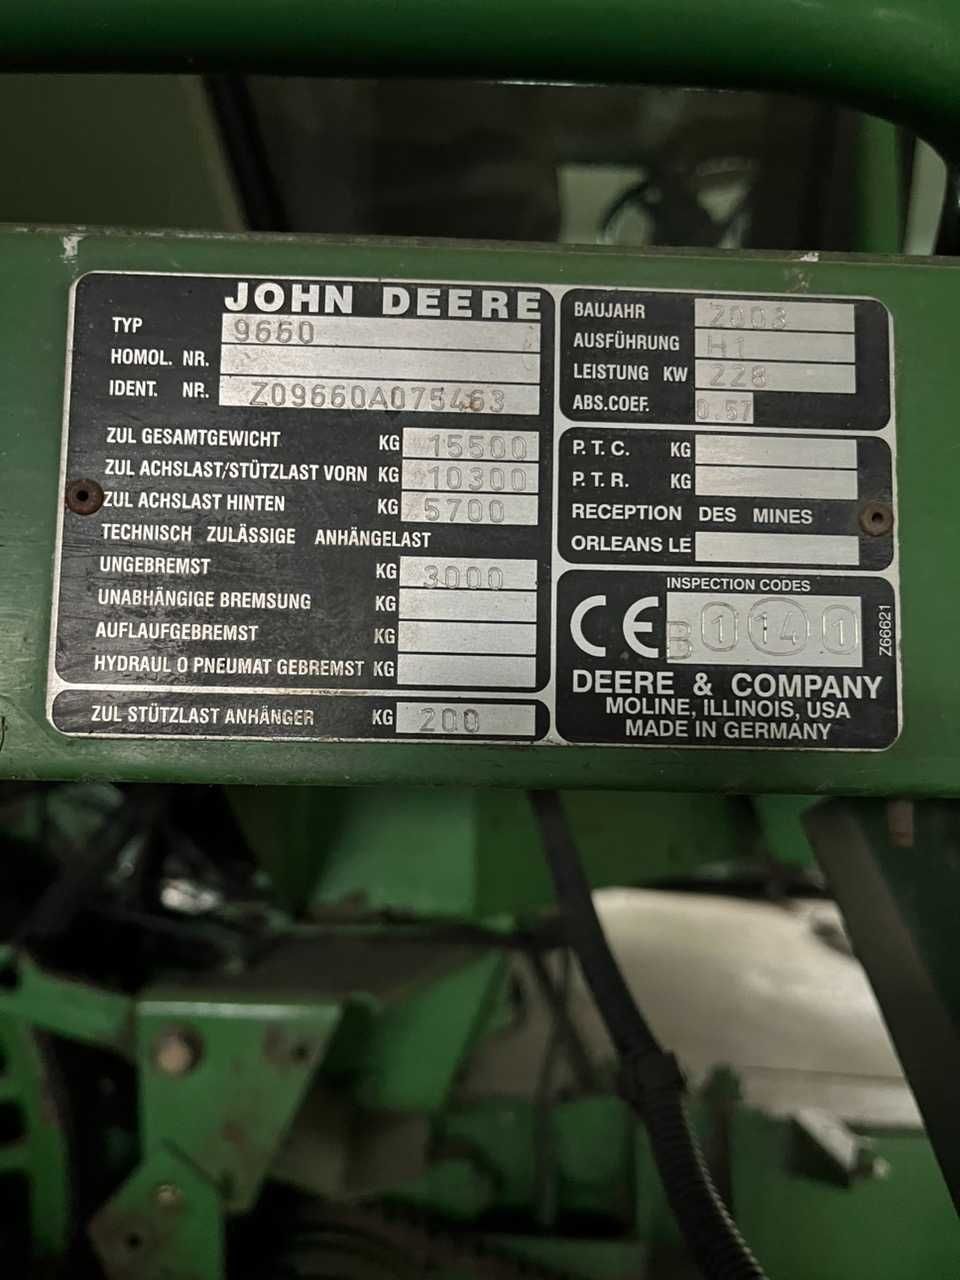 JOHN DEERE
TYP 9660
HOMOL. NR.
IDENT. NR. Z09660A075463
ZUL GESAMTGEWICHT KG 15500
ZUL ACHSLAST/STÜTZLAST VORN KG 10300
ZUL ACHSLAST HINTEN KG 5700
TECHNISCH ZULÄSSIGE ANHÄNGELAST
UNGEBREMST KG 3000
UNABHÄNGIGE BREMSUNG KG
AUFLAUFGEBREMST KG
HYDRAUL O PNEUMAT GEBREMST KG
ZUL STÜTZLAST ANHÄNGER KG 200
BAUJAHR 2003
AUSFÜHRUNG H1
LEISTUNG KW 228
ABS.COEF. 0.57
P. T. C. KG
P. T. R. KG
RECEPTION DES MINES
ORLEANS LE
INSPECTION CODES
CE B 1 14 1
Z66621
DEERE & COMPANY
MOLINE, ILLINOIS, USA
MADE IN GERMANY